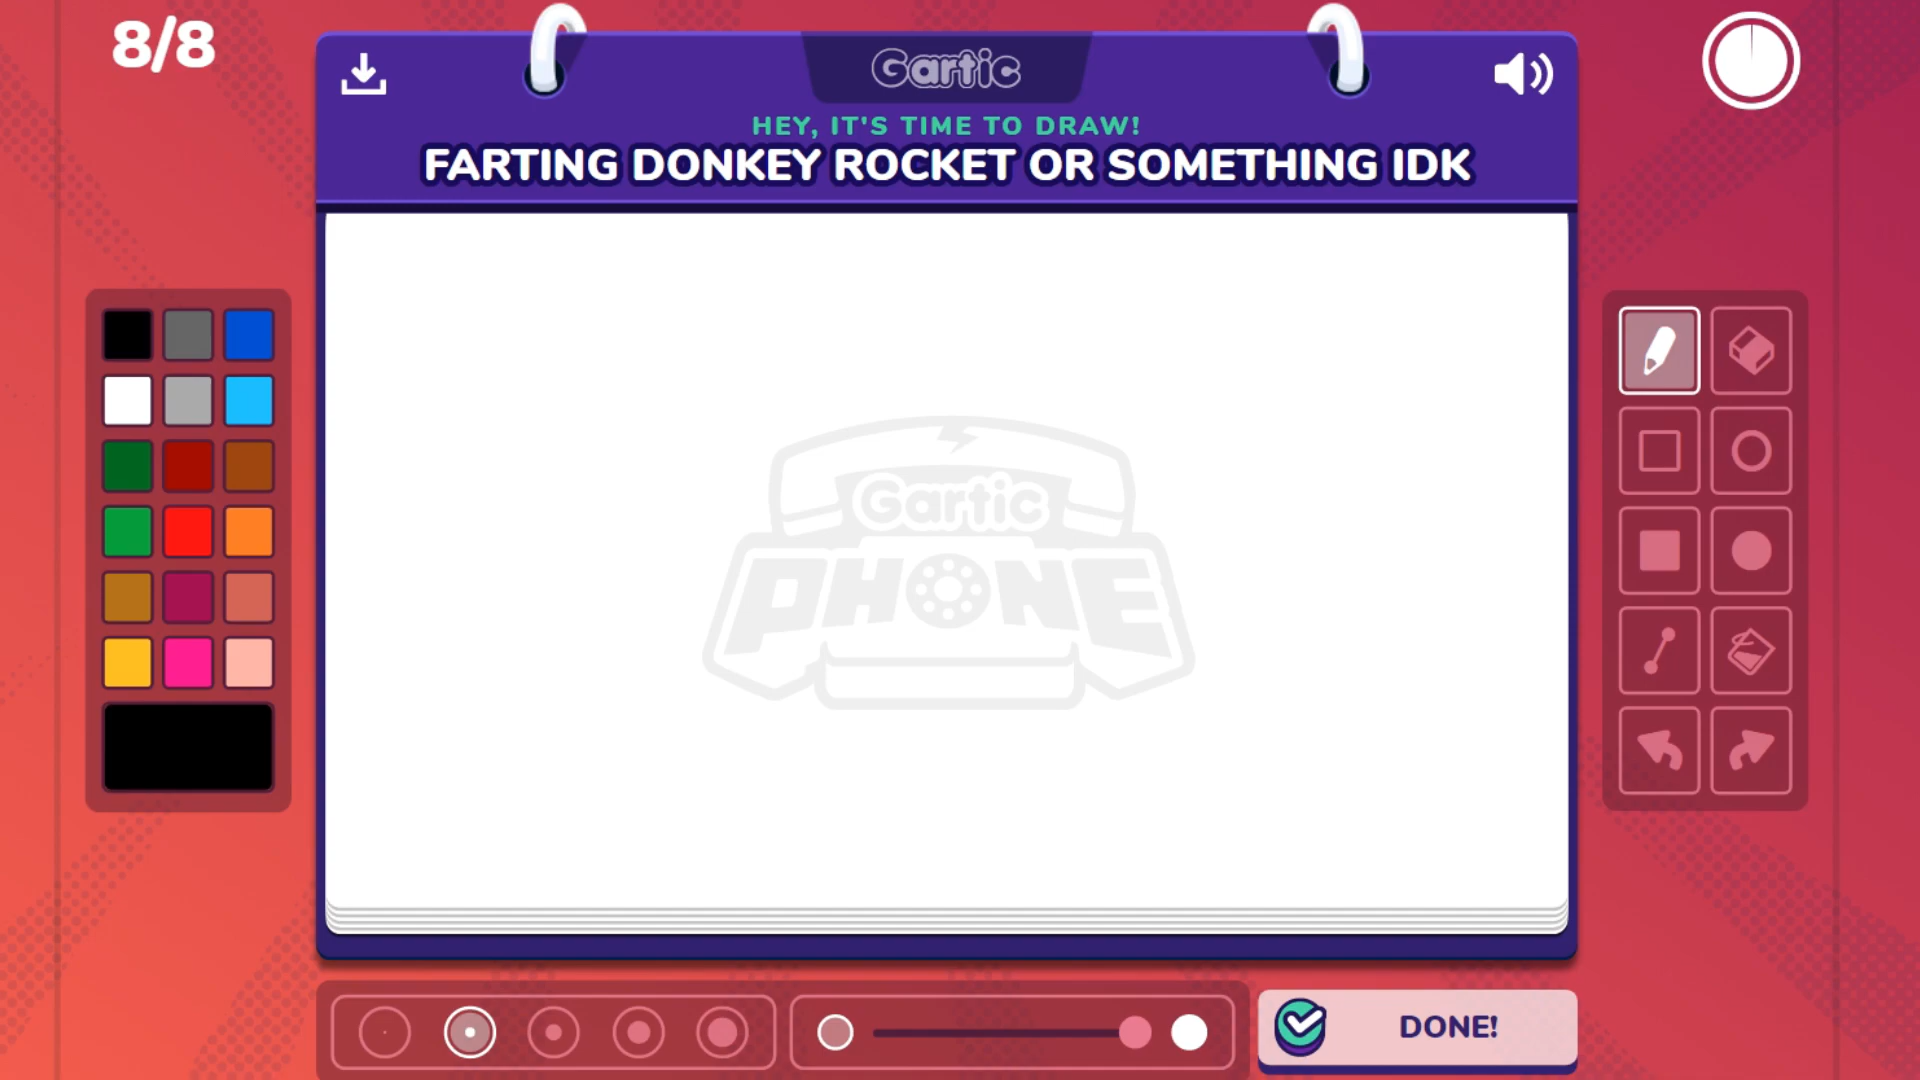 8/8
Gartic
HEY, IT'S TIME TO DRAW!
FARTING DONKEY ROCKET OR SOMETHING IDK
Gartic
PHONE
DONE!